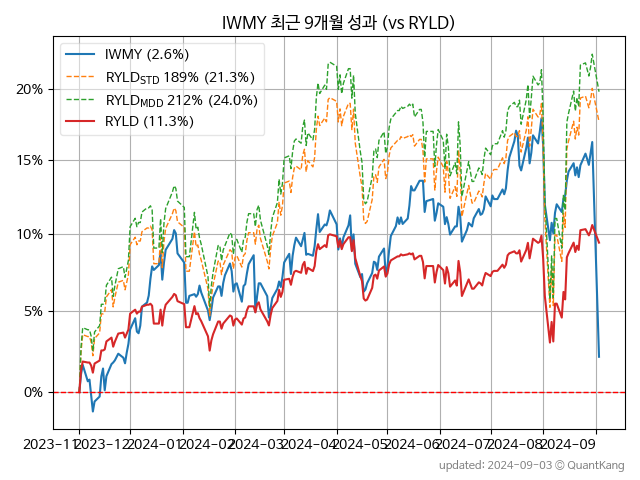 IWMY 최근 9개월 성과 (vs RYLD)
IWMY (2.6%)
RYLD_STD 189% (21.3%)
RYLD_MDD 212% (24.0%)
RYLD (11.3%)
20%
15%
10%
5%
0%
2023-11 2023-12 2024-01 2024-02 2024-03 2024-04 2024-05 2024-06 2024-07 2024-08 2024-09
updated: 2024-09-03 © QuantKang